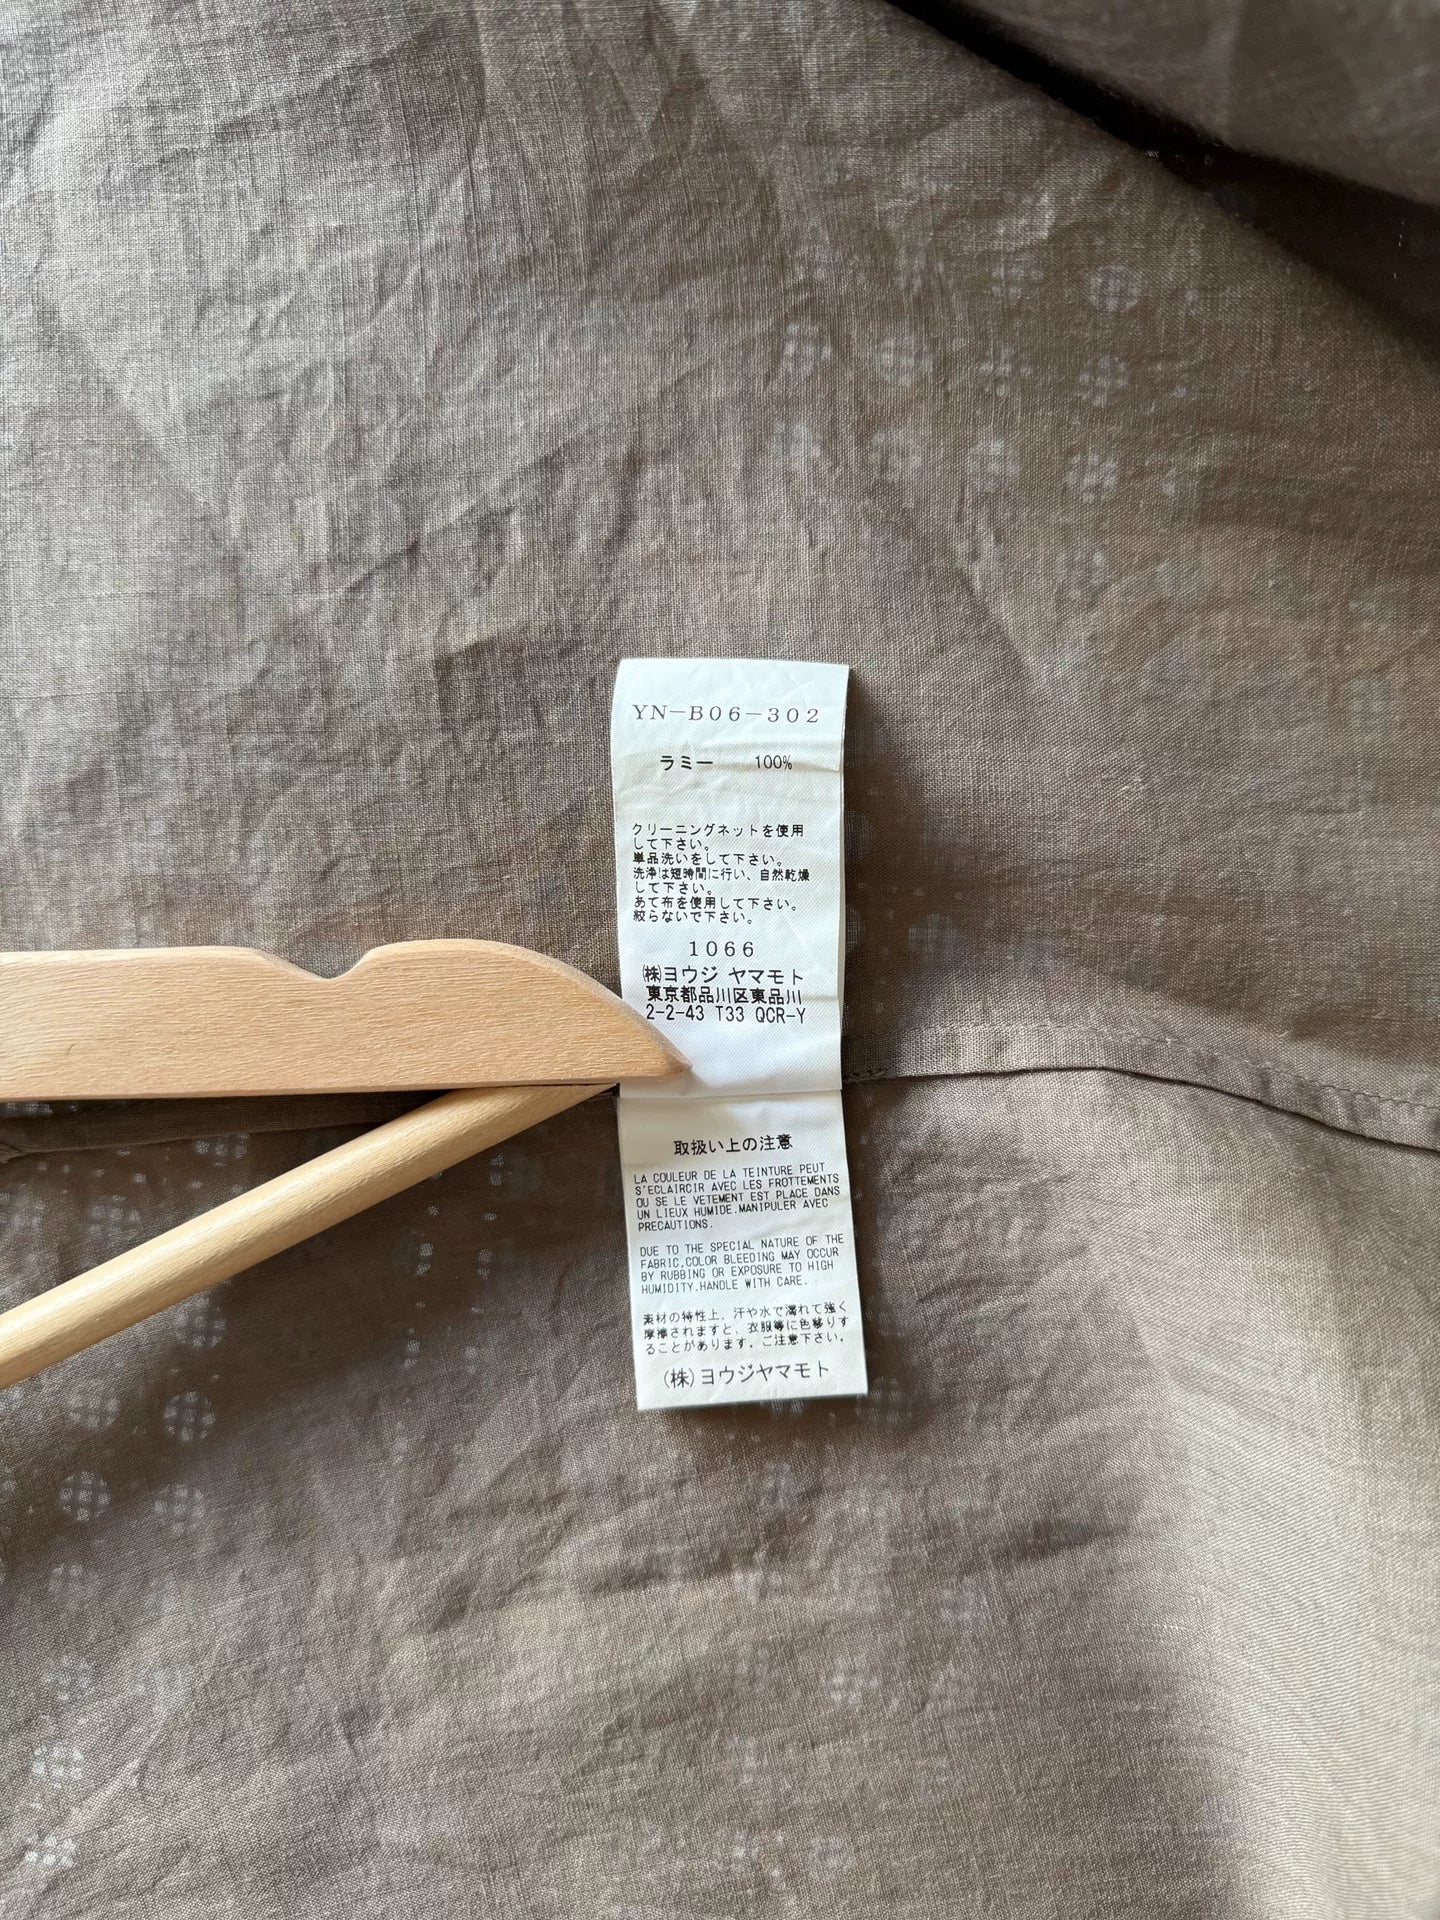 YN－B06－302
ラミー 100%
クリーニングネットを使用
して下さい。
単品洗いをして下さい。
洗浄は短時間に行い、自然乾燥
して下さい。
あて布を使用して下さい。
絞らないで下さい。
1066
㈱ヨウジ ヤマモト
東京都品川区東品川
2-2-43 T33 QCR-Y
取扱い上の注意
LA COULEUR DE LA TEINTURE PEUT
S'ECLAIRCIR AVEC LES FROTTEMENTS
OU SE LE VETEMENT EST PLACE DANS
UN LIEUX HUMIDE.MANIPULER AVEC
PRECAUTIONS.
DUE TO THE SPECIAL NATURE OF THE
FABRIC,COLOR BLEEDING MAY OCCUR
BY RUBBING OR EXPOSURE TO HIGH
HUMIDITY.HANDLE WITH CARE.
素材の特性上、汗や水で濡れて強く
摩擦されますと、衣服等に色移りす
ることがあります。ご注意下さい。
(株)ヨウジヤマモト